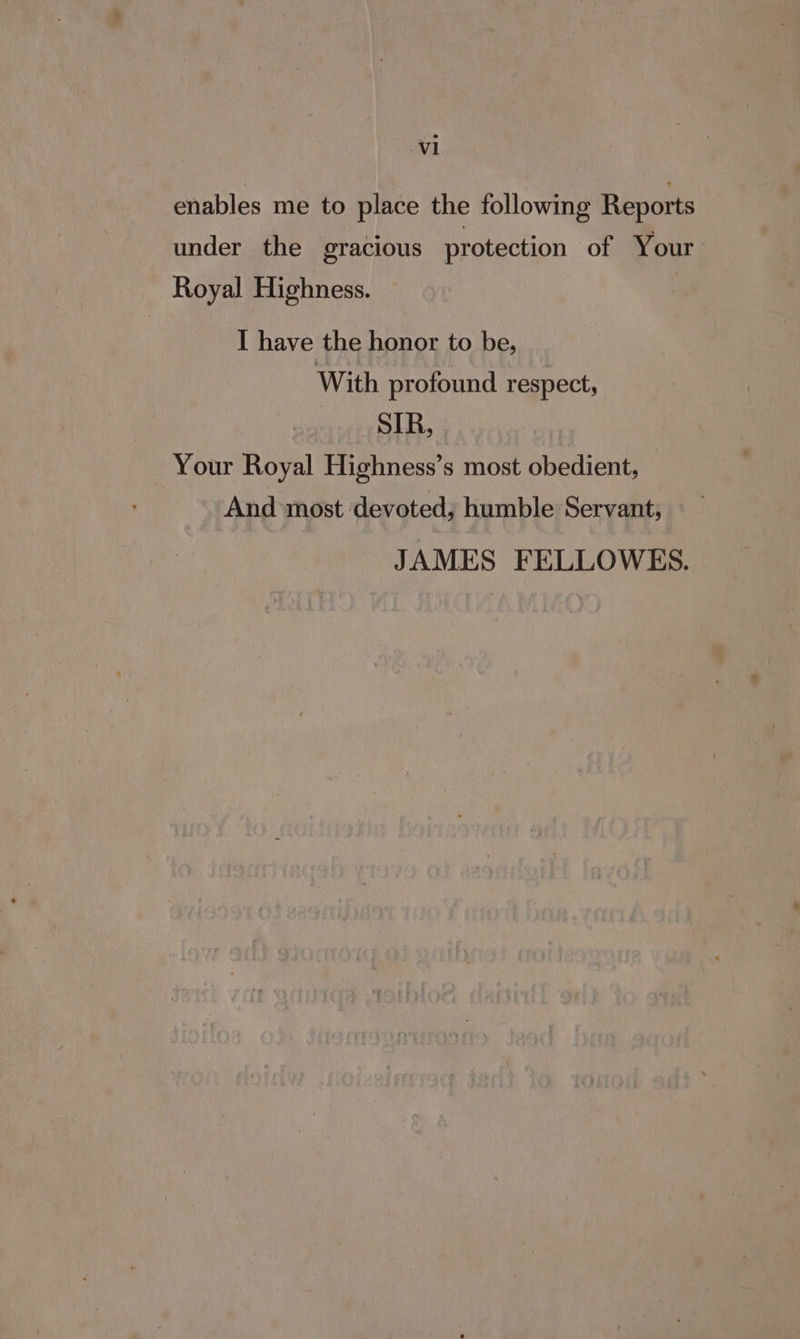 vi
enables me to place the following Reports
under the gracious protection of Your
Royal Highness.
I have the honor to be,
With profound respect,
SIR,
Your Royal Highness’s most obedient,
And most devoted, humble Servant,
JAMES FELLOWES.